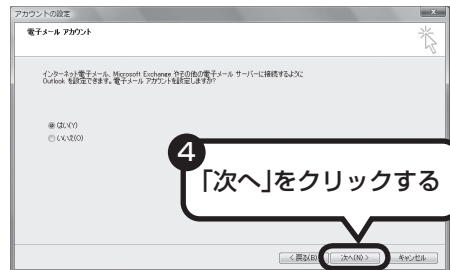 アカウントの設定
電子メール アカウント
インターネット電子メール、Microsoft Exchange やその他の電子メール サーバーに接続するように
Outlook を設定できます。電子メール アカウントを設定しますか?
はい(Y)
いいえ(O)
4
「次へ」をクリックする
< 戻る(B)
次へ(N) >
キャンセル